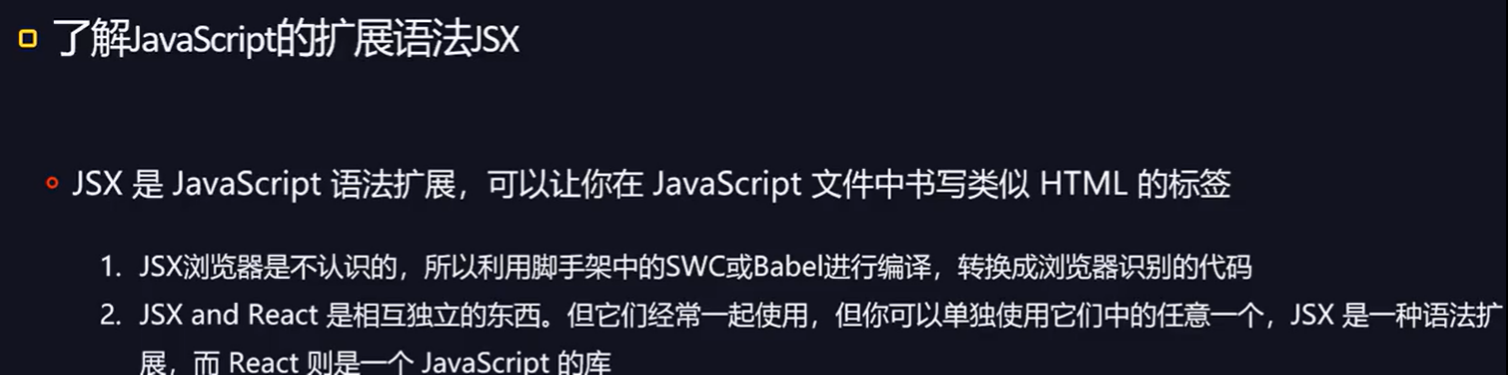 了解JavaScript的扩展语法JSX
JSX 是 JavaScript 语法扩展，可以让你在 JavaScript 文件中书写类似 HTML 的标签
1. JSX浏览器是不认识的，所以利用脚手架中的SWC或Babel进行编译，转换成浏览器识别的代码
2. JSX and React 是相互独立的东西。但它们经常一起使用，但你可以单独使用它们中的任意一个，JSX 是一种语法扩
展，而 React 则是一个 JavaScript 的库